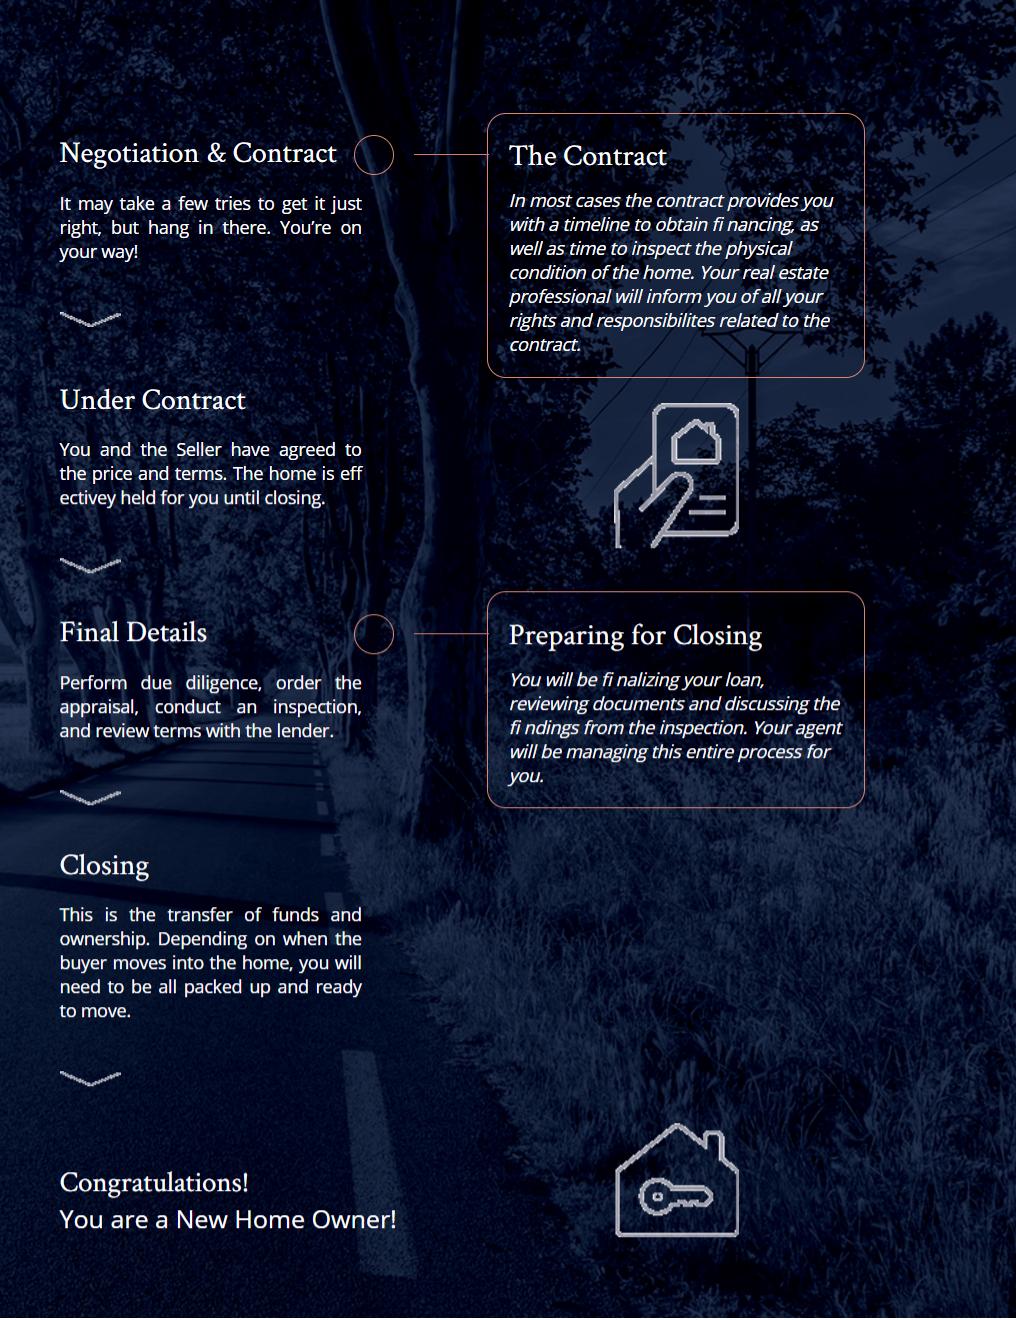 Negotiation & Contract
It may take a few tries to get it just
right, but hang in there. You’re on
your way!
The Contract
In most cases the contract provides you
with a timeline to obtain fi nancing, as
well as time to inspect the physical
condition of the home. Your real estate
professional will inform you of all your
rights and responsibilites related to the
contract.
Under Contract
You and the Seller have agreed to
the price and terms. The home is eff
ectivey held for you until closing.
Final Details
Perform due diligence, order the
appraisal, conduct an inspection,
and review terms with the lender.
Preparing for Closing
You will be fi nalizing your loan,
reviewing documents and discussing the
fi ndings from the inspection. Your agent
will be managing this entire process for
you.
Closing
This is the transfer of funds and
ownership. Depending on when the
buyer moves into the home, you will
need to be all packed up and ready
to move.
Congratulations!
You are a New Home Owner!